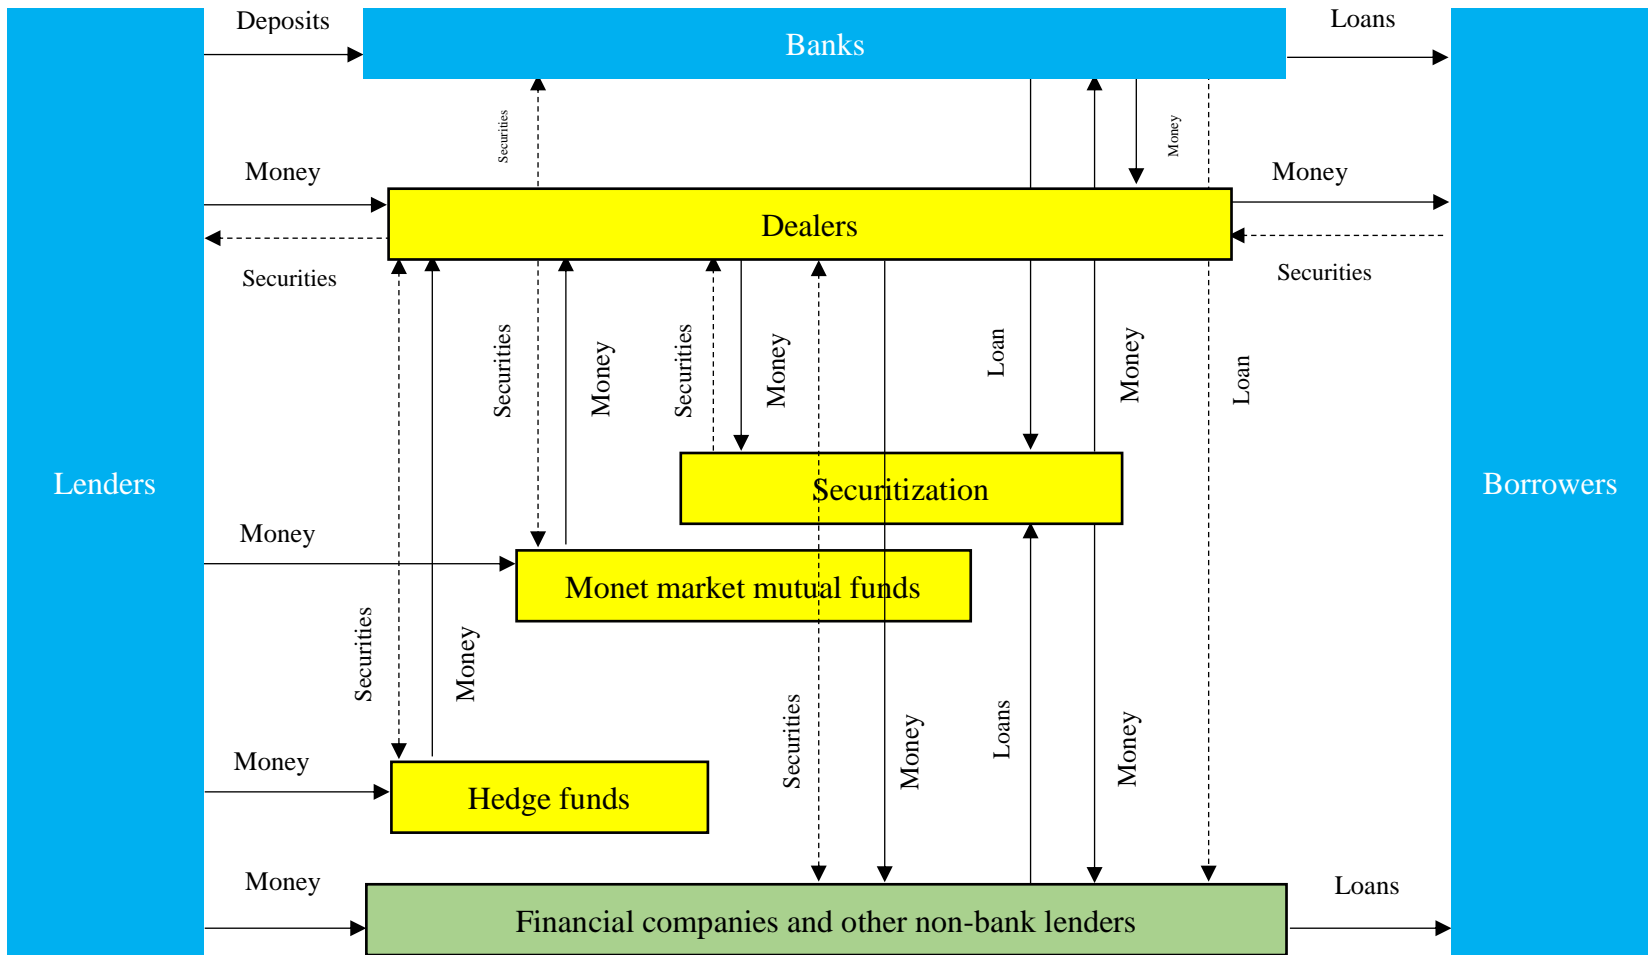 Deposits
Banks
Loans
Securities
Money
Money
Money
Dealers
Securities
Securities
Securities
Money
Securities
Money
Loan
Money
Loan
Lenders
Securitization
Borrowers
Money
Monet market mutual funds
Securities
Money
Securities
Money
Loans
Money
Money
Hedge funds
Money
Loans
Financial companies and other non-bank lenders